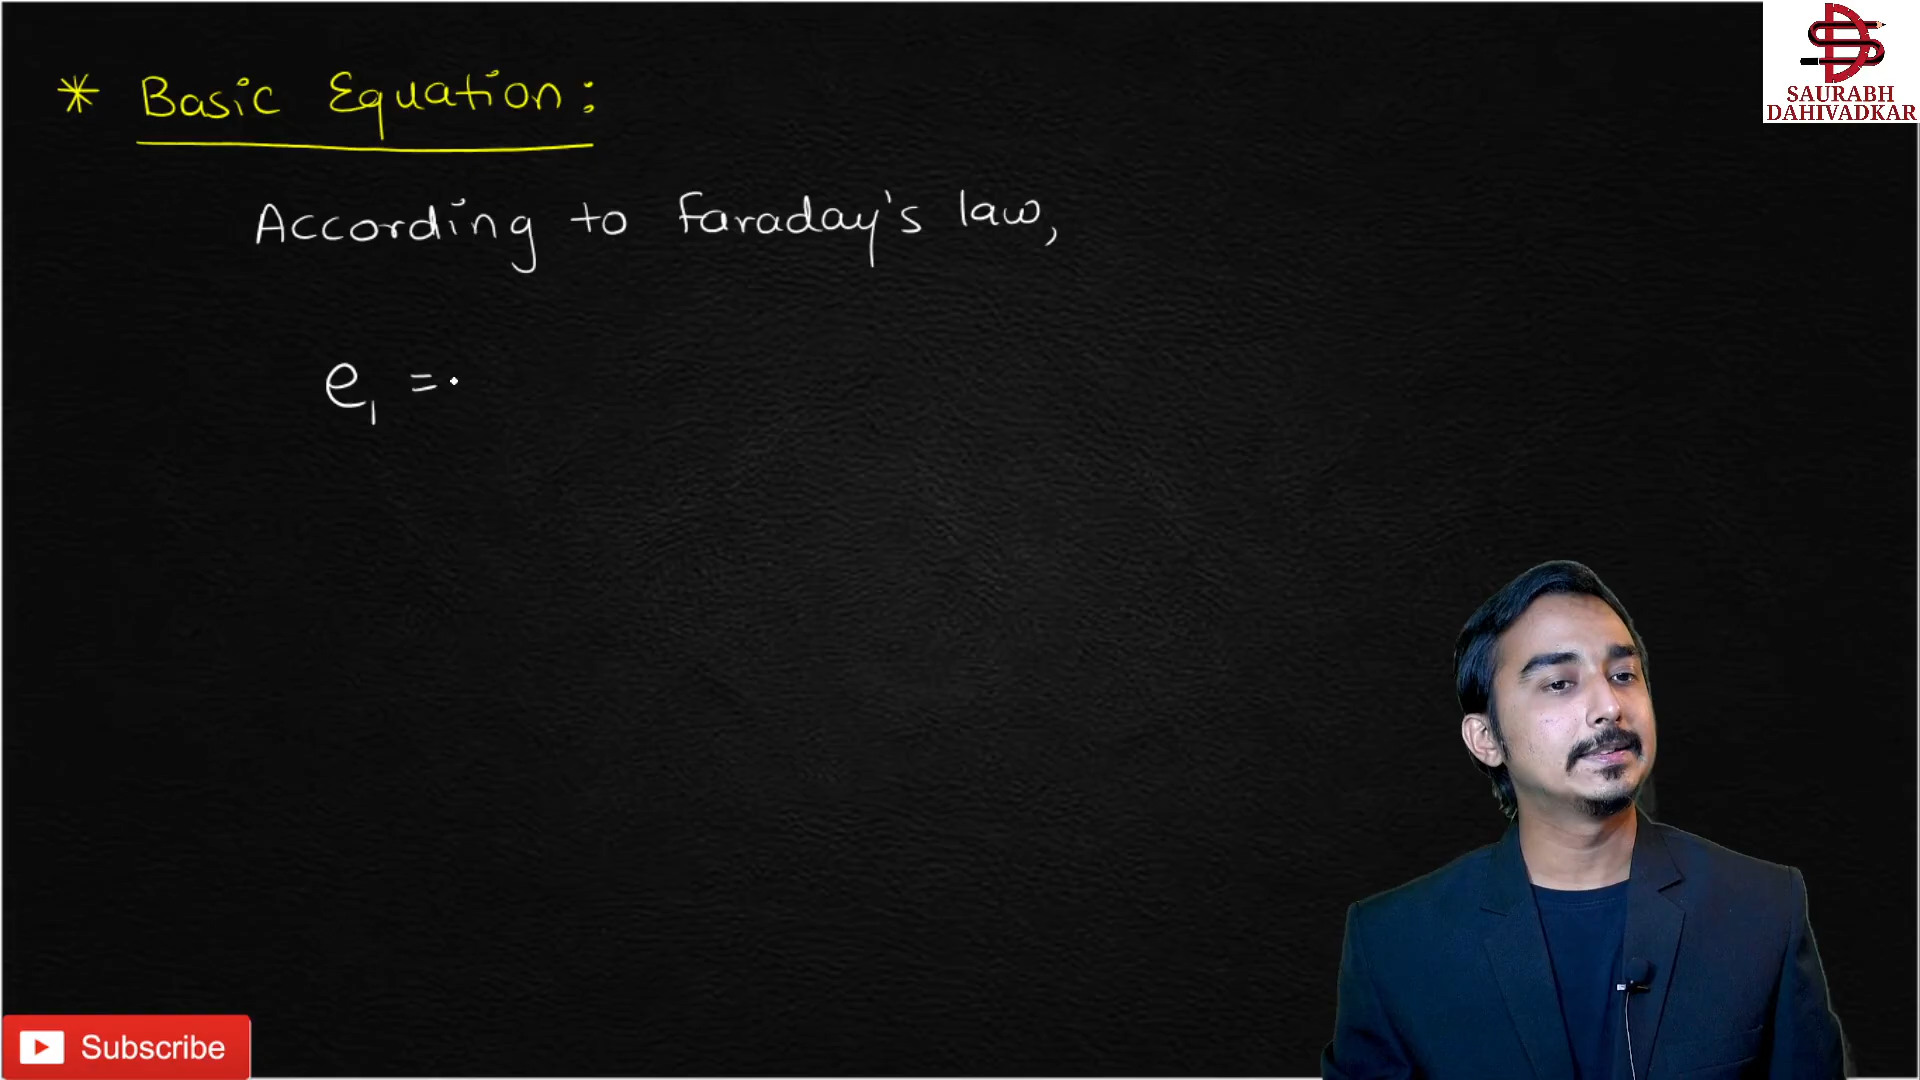 * Basic Equation:
According to Faraday's law,
e₁ =
SAURABH
DAHIVADKAR
Subscribe